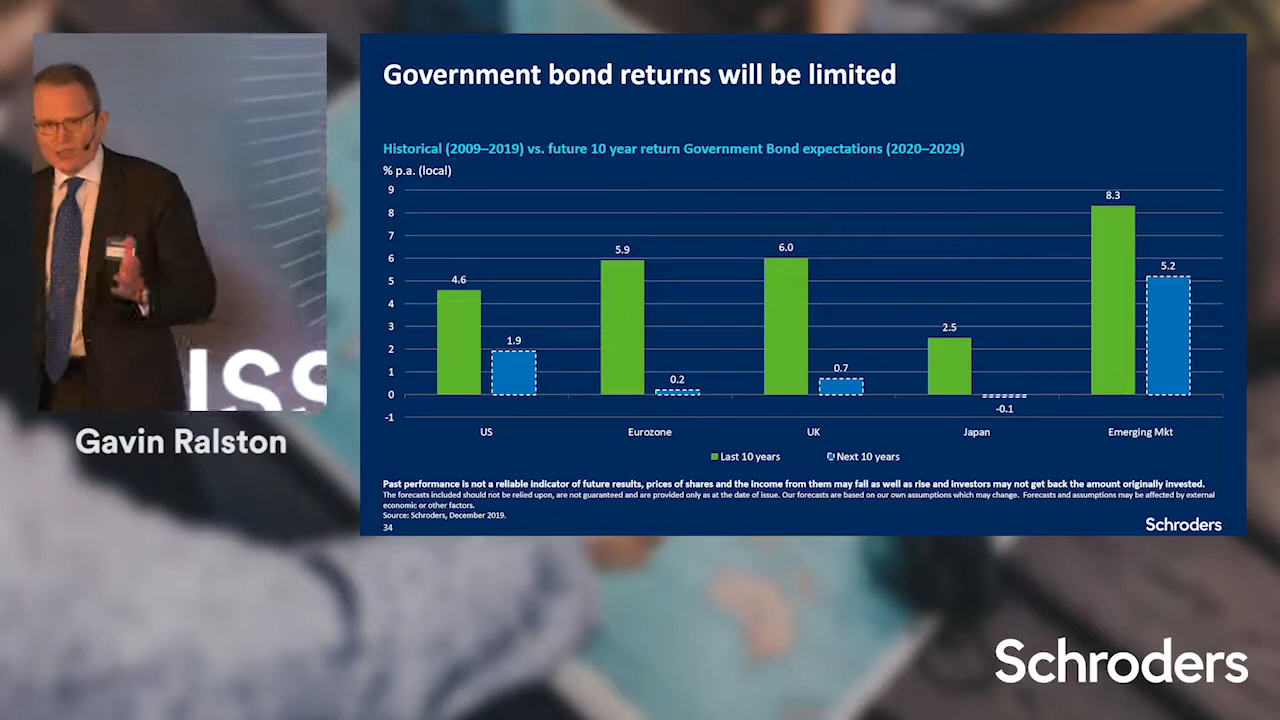 Government bond returns will be limited
Historical (2009–2019) vs. future 10 year return Government Bond expectations (2020–2029)
% p.a. (local)
9
8
7
6
5
4
3
2
1
0
-1
4.6
1.9
5.9
0.2
6.0
0.7
2.5
-0.1
8.3
5.2
US
Eurozone
UK
Japan
Emerging Mkt
Last 10 years
Next 10 years
Past performance is not a reliable indicator of future results, prices of shares and the income from them may fall as well as rise and investors may not get back the amount originally invested.
The forecasts included should not be relied upon, are not guaranteed and are provided only as at the date of issue. Our forecasts are based on our own assumptions which may change. Forecasts and assumptions may be affected by external
economic or other factors.
Source: Schroders, December 2019.
34
Schroders
ISS
Gavin Ralston
Schroders